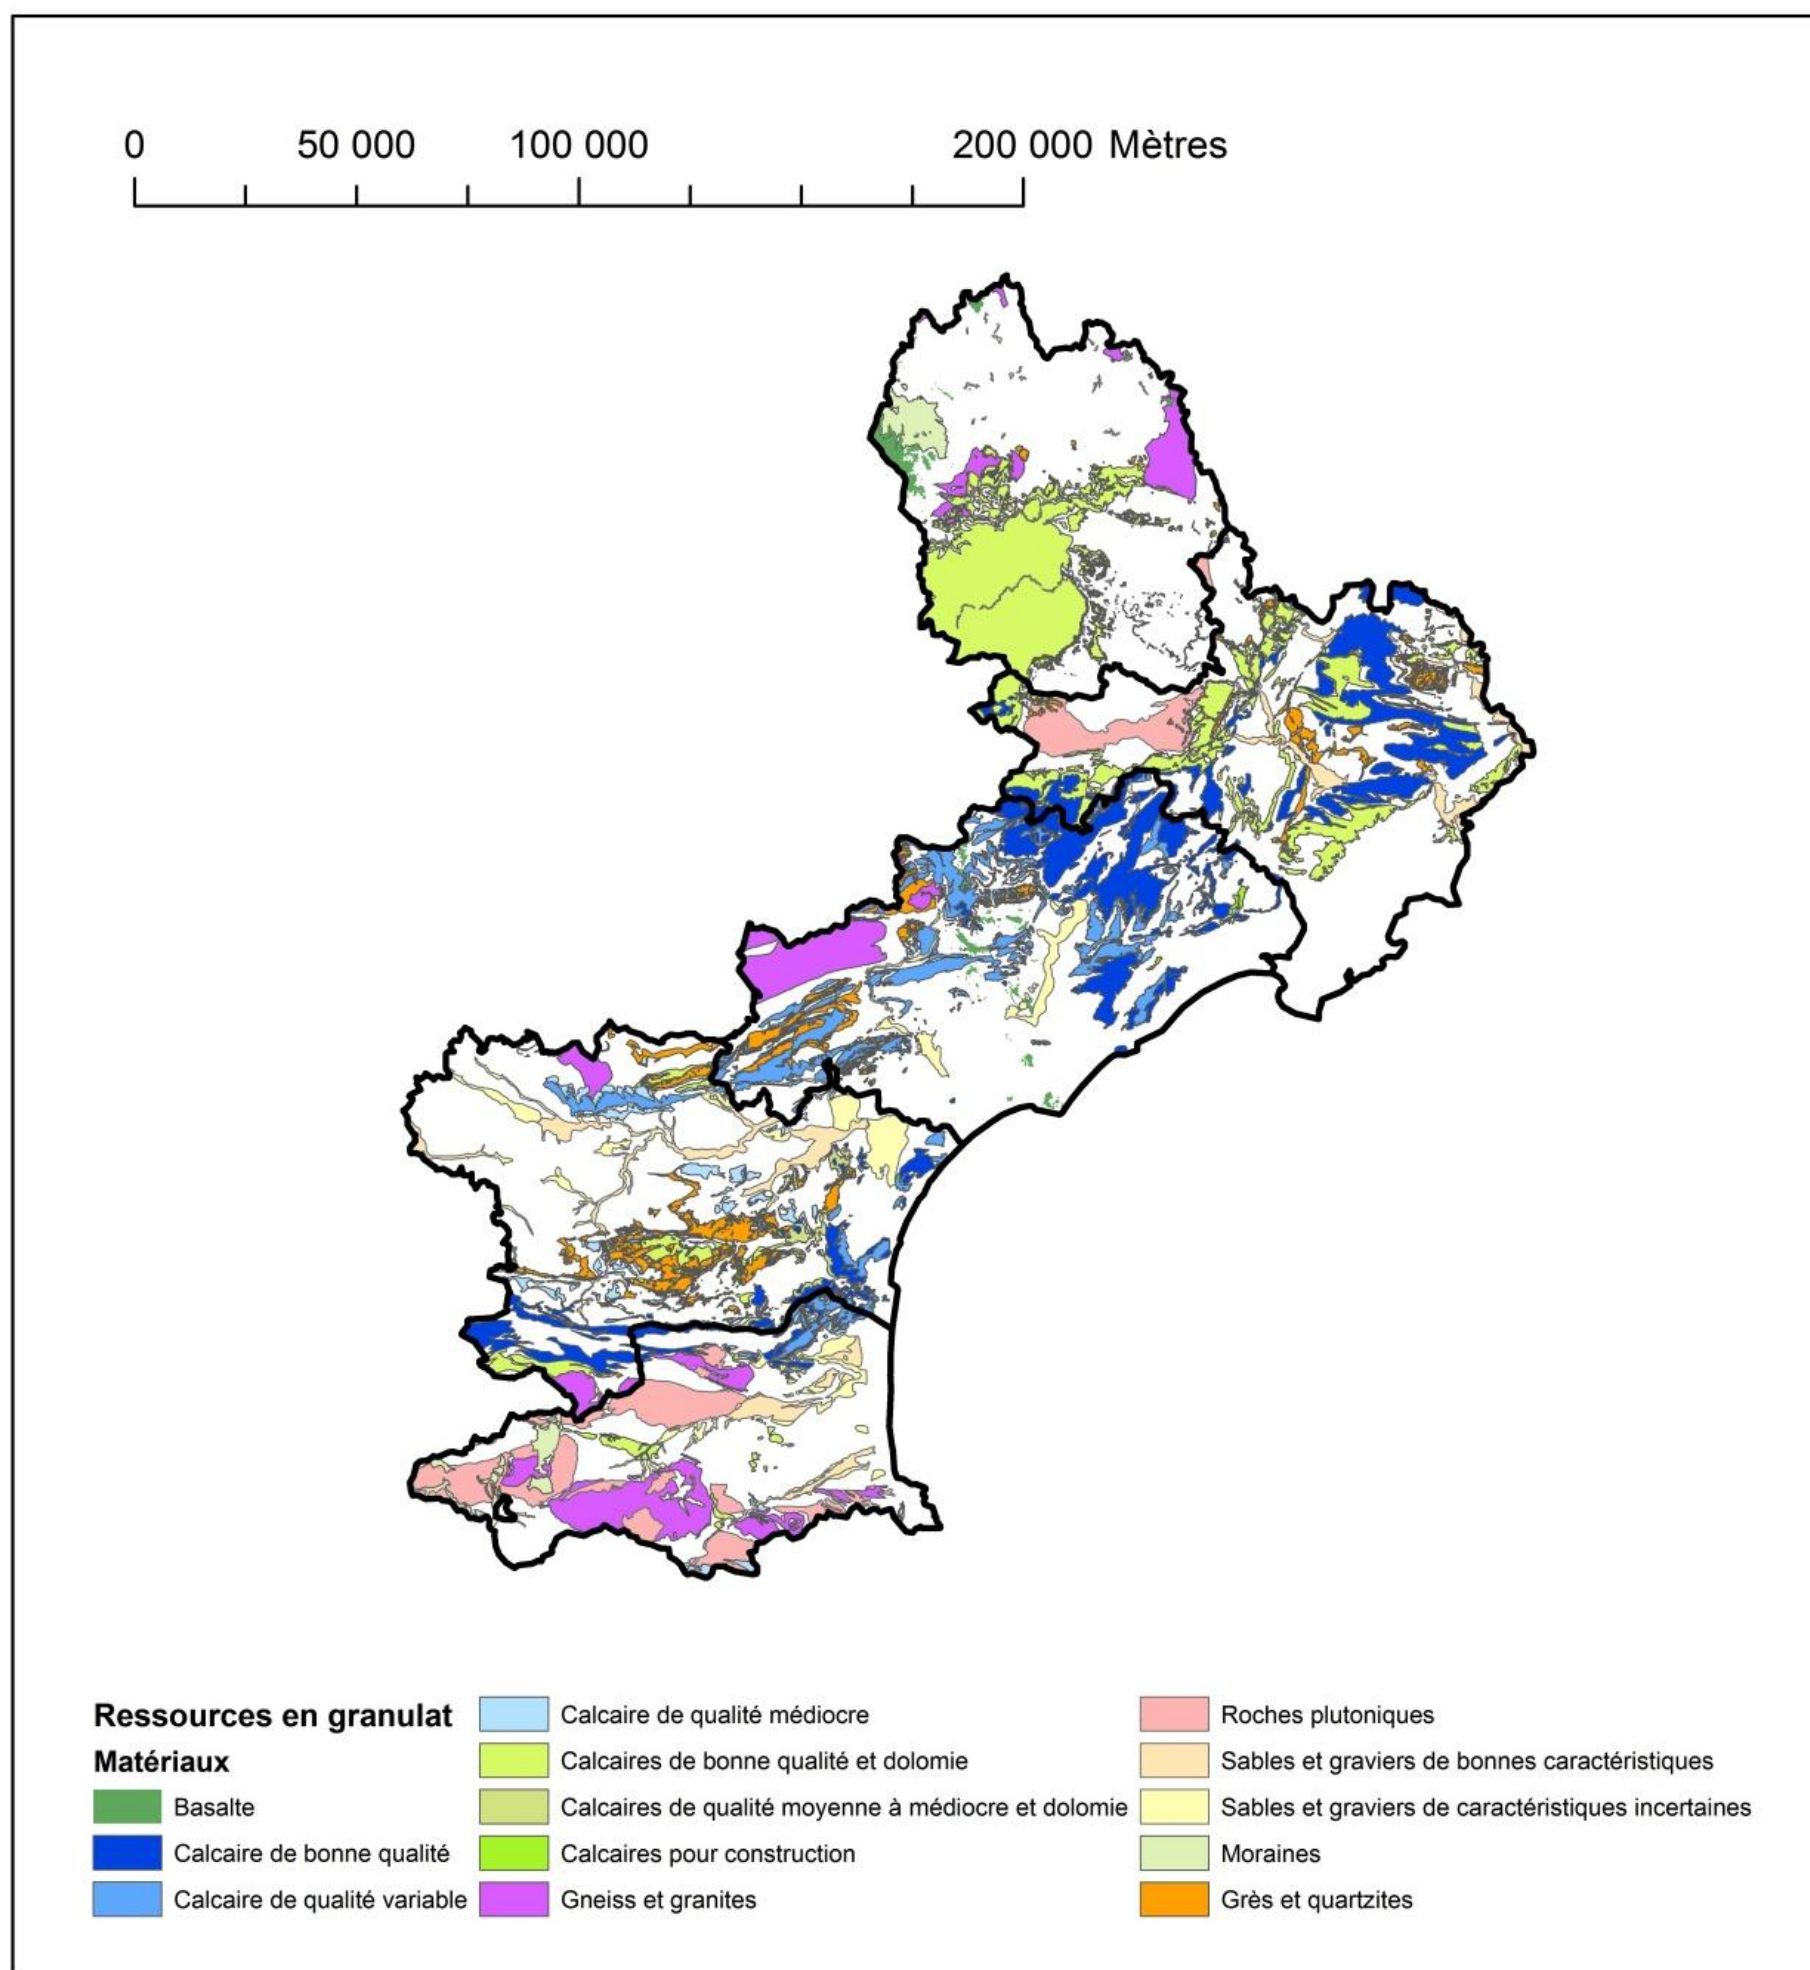 0 50 000 100 000 200 000 Mètres
Ressources en granulat
Matériaux
Basalte
Calcaire de bonne qualité
Calcaire de qualité variable
Calcaire de qualité médiocre
Calcaires de bonne qualité et dolomie
Calcaires de qualité moyenne à médiocre et dolomie
Calcaires pour construction
Gneiss et granites
Roches plutoniques
Sables et graviers de bonnes caractéristiques
Sables et graviers de caractéristiques incertaines
Moraines
Grès et quartzites